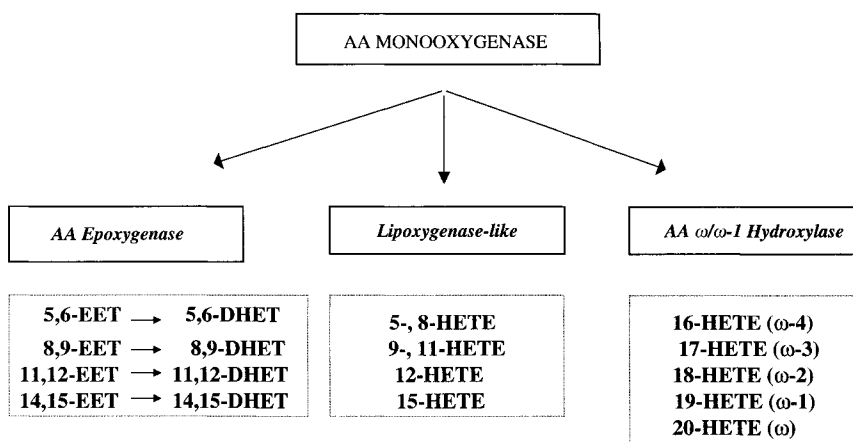 AA MONOOXYGENASE
AA Epoxygenase
Lipoxygenase-like
AA ω/ω-1 Hydroxylase
5,6-EET → 5,6-DHET
8,9-EET → 8,9-DHET
11,12-EET → 11,12-DHET
14,15-EET → 14,15-DHET
5-, 8-HETE
9-, 11-HETE
12-HETE
15-HETE
16-HETE (ω-4)
17-HETE (ω-3)
18-HETE (ω-2)
19-HETE (ω-1)
20-HETE (ω)